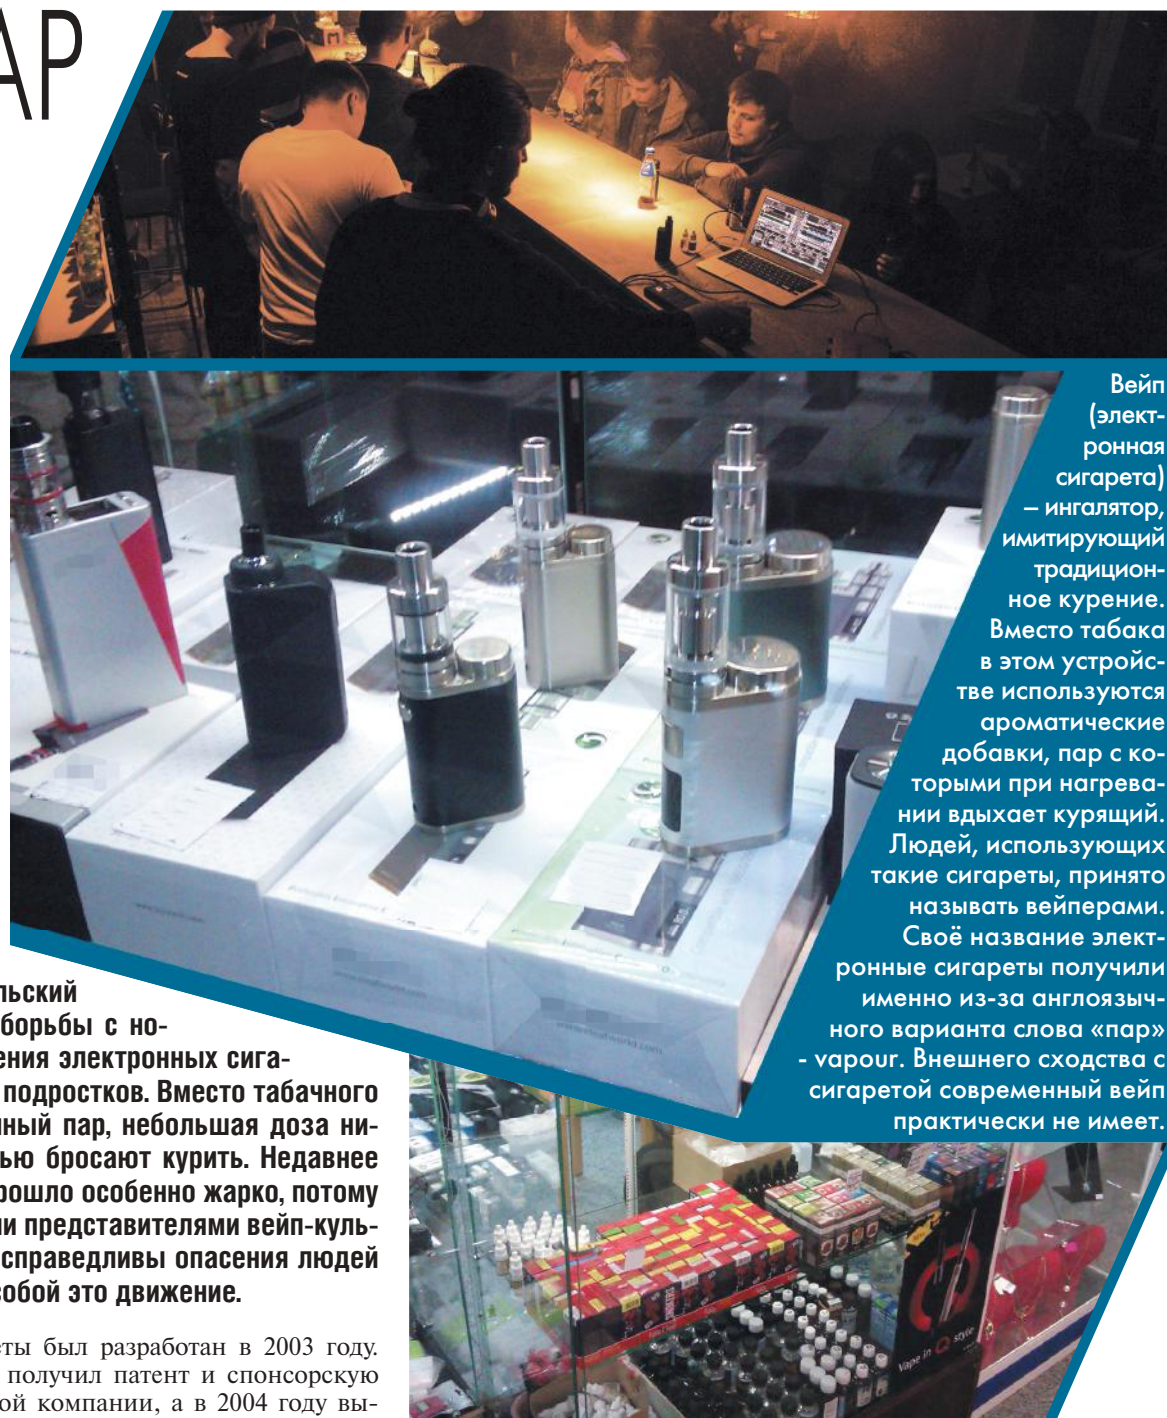 АР
Вейп
(элект-
ронная
сигарета)
– ингалятор,
имитирующий
традицион-
ное курение.
Вместо табака
в этом устройс-
тве используются
ароматические
добавки, пар с ко-
торыми при нагрева-
нии вдыхает курящий.
Людей, использующих
такие сигареты, принято
называть вейперами.
Своё название элект-
ронные сигареты получили
именно из-за англоязыч-
ного варианта слова «пар»
- vapour. Внешнего сходства с
сигаретой современный вейп
практически не имеет.
льский
борьбы с но-
ения электронных сига-
подростков. Вместо табачного
нный пар, небольшая доза ни-
ью бросают курить. Недавнее
рошло особенно жарко, потому
ми представителями вейп-куль-
справедливы опасения людей
собой это движение.
еты был разработан в 2003 году.
получил патент и спонсорскую
ой компании, а в 2004 году вы-
Vape in Q style